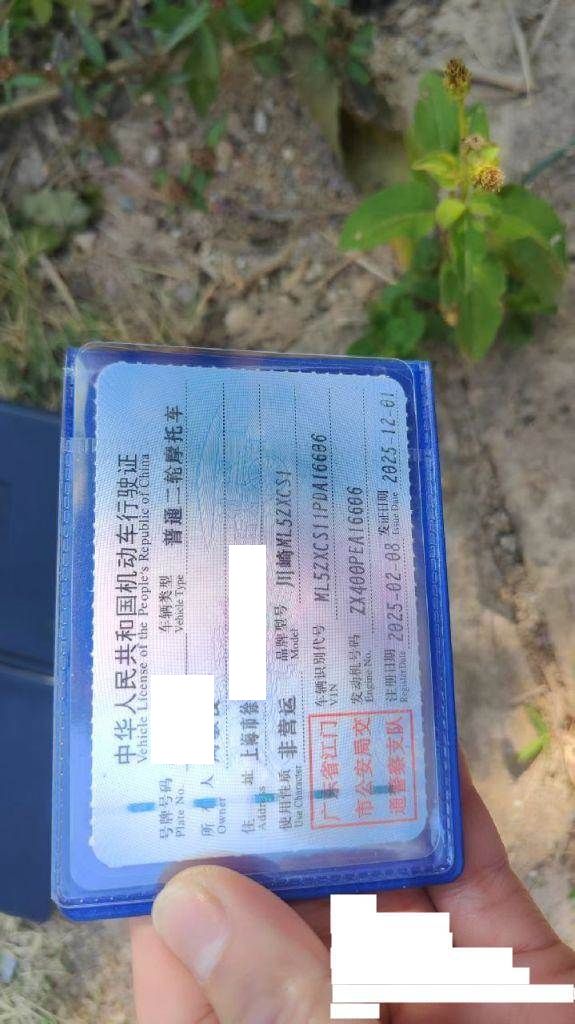 中华人民共和国机动车行驶证
Vehicle License of the People's Republic of China
号牌号码
Plate No.
车辆类型 普通二轮摩托车
Vehicle Type
所 有 人
Owner
住 址 上海市徐
Address
使用性质 非营运
Use Character
品牌型号 川崎ML5ZXCS1
Model
广东省江门
市公安局交
通警察支队
车辆识别代号 ML5ZXCS11PDA16606
VIN
发动机号码 ZX400PEA16606
Engine No.
注册日期 2025-02-08 发证日期 2025-12-01
Register Date Issue Date